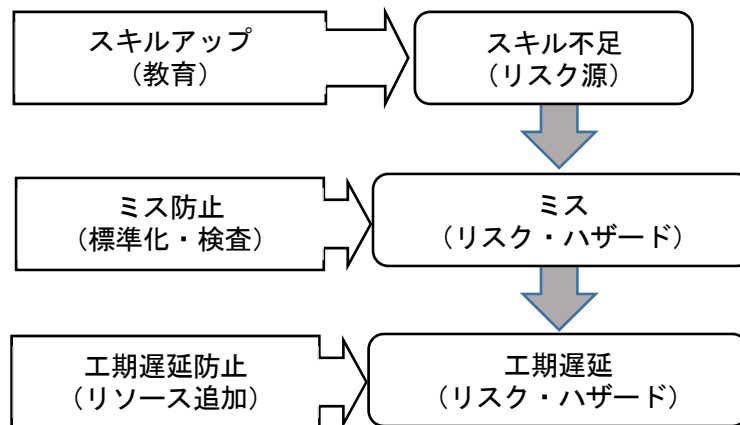 スキルアップ
（教育）
スキル不足
（リスク源）
ミス防止
（標準化・検査）
ミス
（リスク・ハザード）
工期遅延防止
（リソース追加）
工期遅延
（リスク・ハザード）